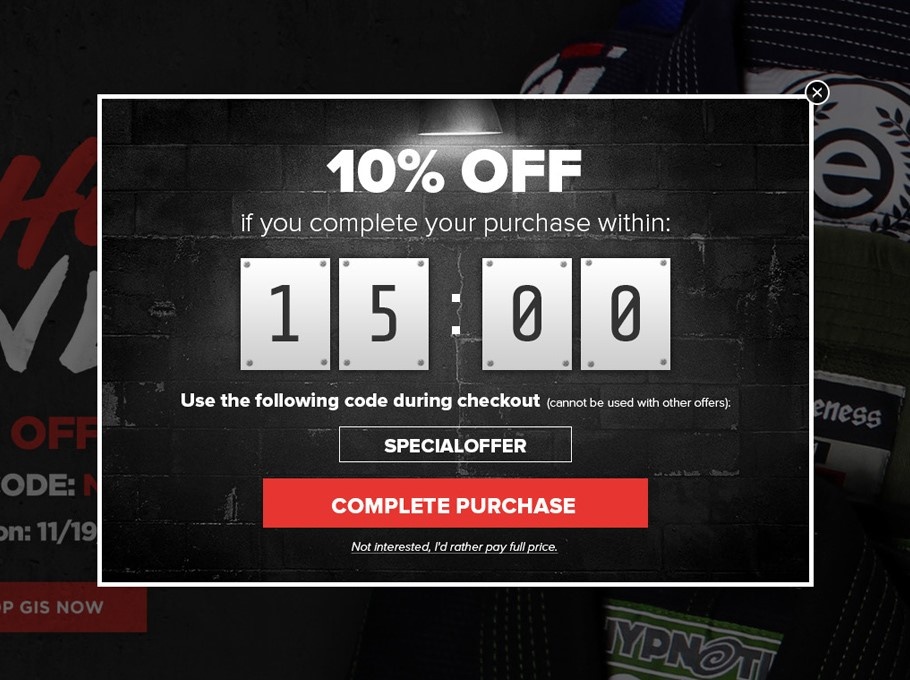 10% OFF
if you complete your purchase within:
15:00
Use the following code during checkout (cannot be used with other offers):
SPECIALOFFER
COMPLETE PURCHASE
Not interested, I'd rather pay full price.
OFF
ODE:
on: 11/19
OP GIS NOW
e
eness
HYPNOTI